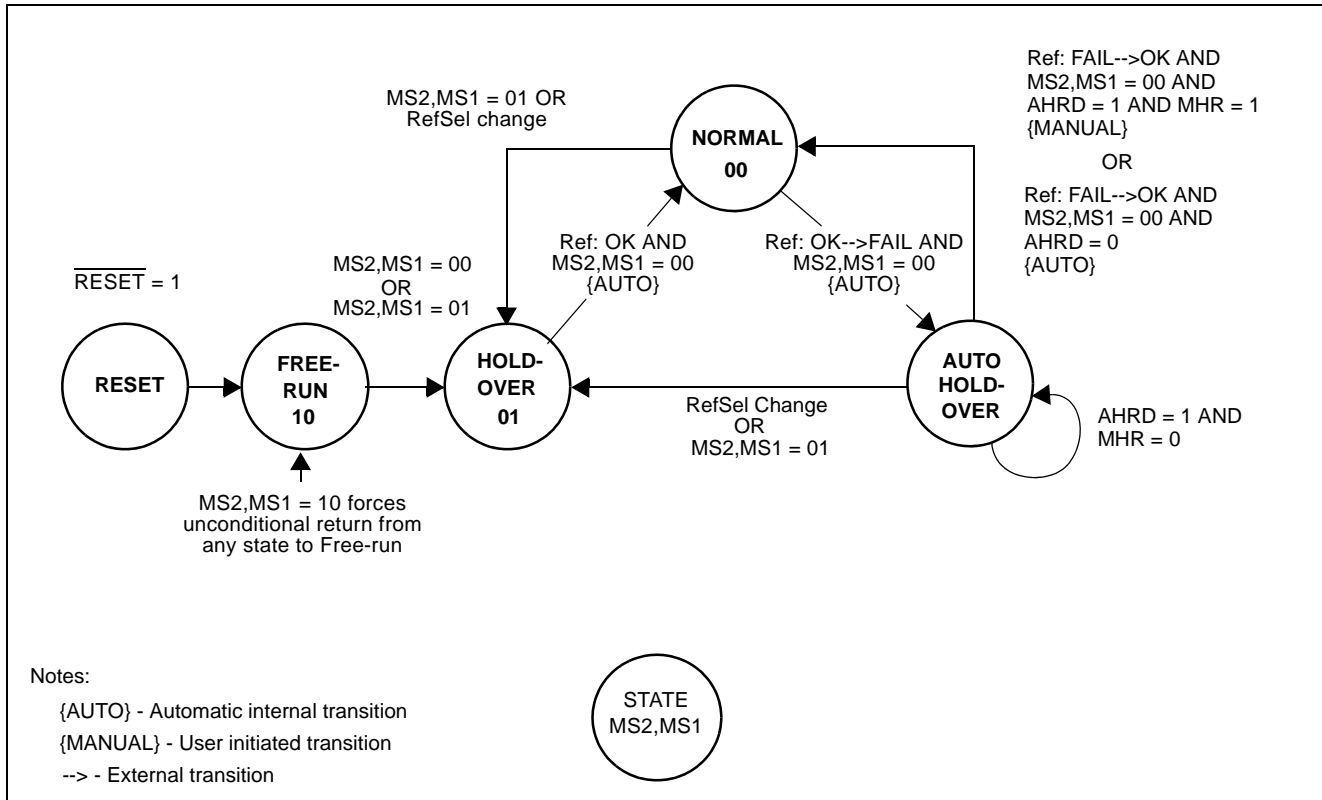 Ref: FAIL-->OK AND
MS2,MS1 = 00 AND
AHRD = 1 AND MHR = 1
{MANUAL}
OR
Ref: FAIL-->OK AND
MS2,MS1 = 00 AND
AHRD = 0
{AUTO}
MS2,MS1 = 01 OR
RefSel change
NORMAL
00
Ref: OK AND
MS2,MS1 = 00
{AUTO}
Ref: OK-->FAIL AND
MS2,MS1 = 00
{AUTO}
RESET = 1
MS2,MS1 = 00
OR
MS2,MS1 = 01
RESET
FREE-
RUN
10
HOLD-
OVER
01
AUTO
HOLD-
OVER
RefSel Change
OR
MS2,MS1 = 01
AHRD = 1 AND
MHR = 0
MS2,MS1 = 10 forces
unconditional return from
any state to Free-run
Notes:
{AUTO} - Automatic internal transition
{MANUAL} - User initiated transition
--> - External transition
STATE
MS2,MS1